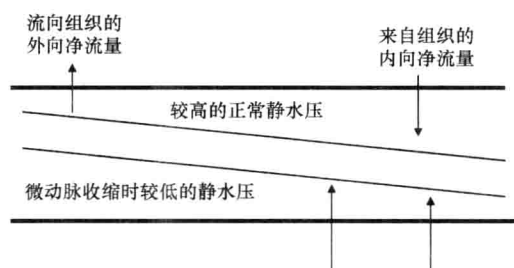 流向组织的
外向净流量
来自组织的
内向净流量
较高的正常静水压
微动脉收缩时较低的静水压